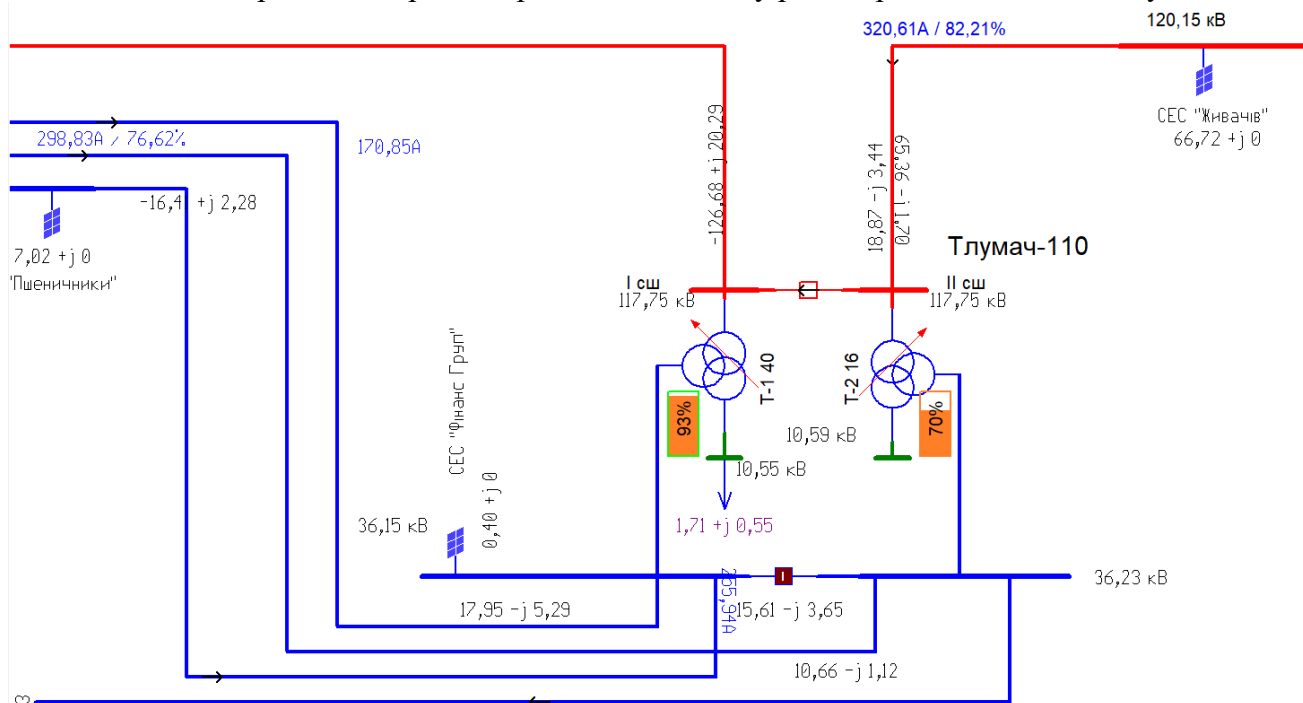 320,61А / 82,21%
120,15 кВ
СЕС "Живачів"
66,72 +j 0
298,83А / 76,62%
170,85А
-126,68 +j 20,29
18,87 -j 3,44
65,36 -j 1,70
-16,41 +j 2,28
7,02 +j 0
"Пшеничники"
Тлумач-110
І сш
117,75 кВ
ІІ сш
117,75 кВ
Т-1 40
93%
Т-2 16
70%
10,59 кВ
10,55 кВ
1,71 +j 0,55
СЕС "Фінанс Груп"
0,40 +j 0
36,15 кВ
I
36,23 кВ
255,94А
17,95 -j 5,29
15,61 -j 3,65
10,66 -j 1,12